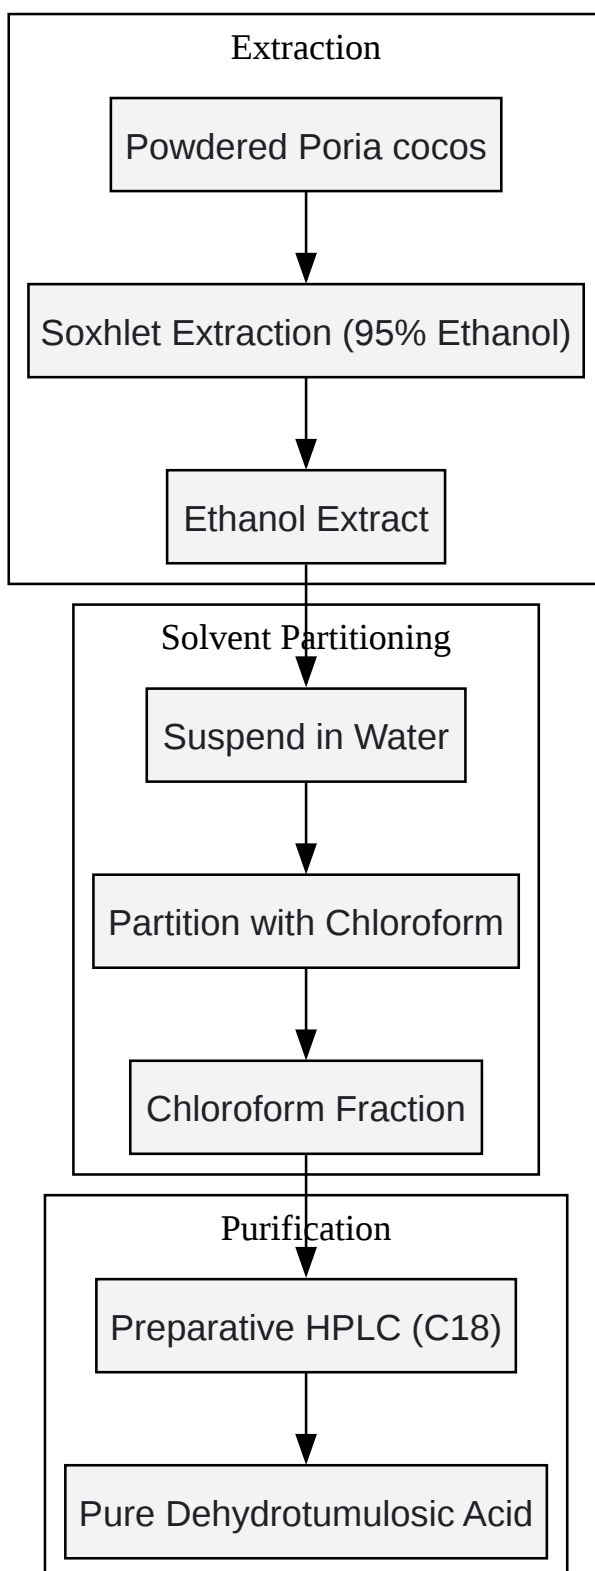 Extraction
Powdered Poria cocos
Soxhlet Extraction (95% Ethanol)
Ethanol Extract
Solvent Partitioning
Suspend in Water
Partition with Chloroform
Chloroform Fraction
Purification
Preparative HPLC (C18)
Pure Dehydrotumulosic Acid